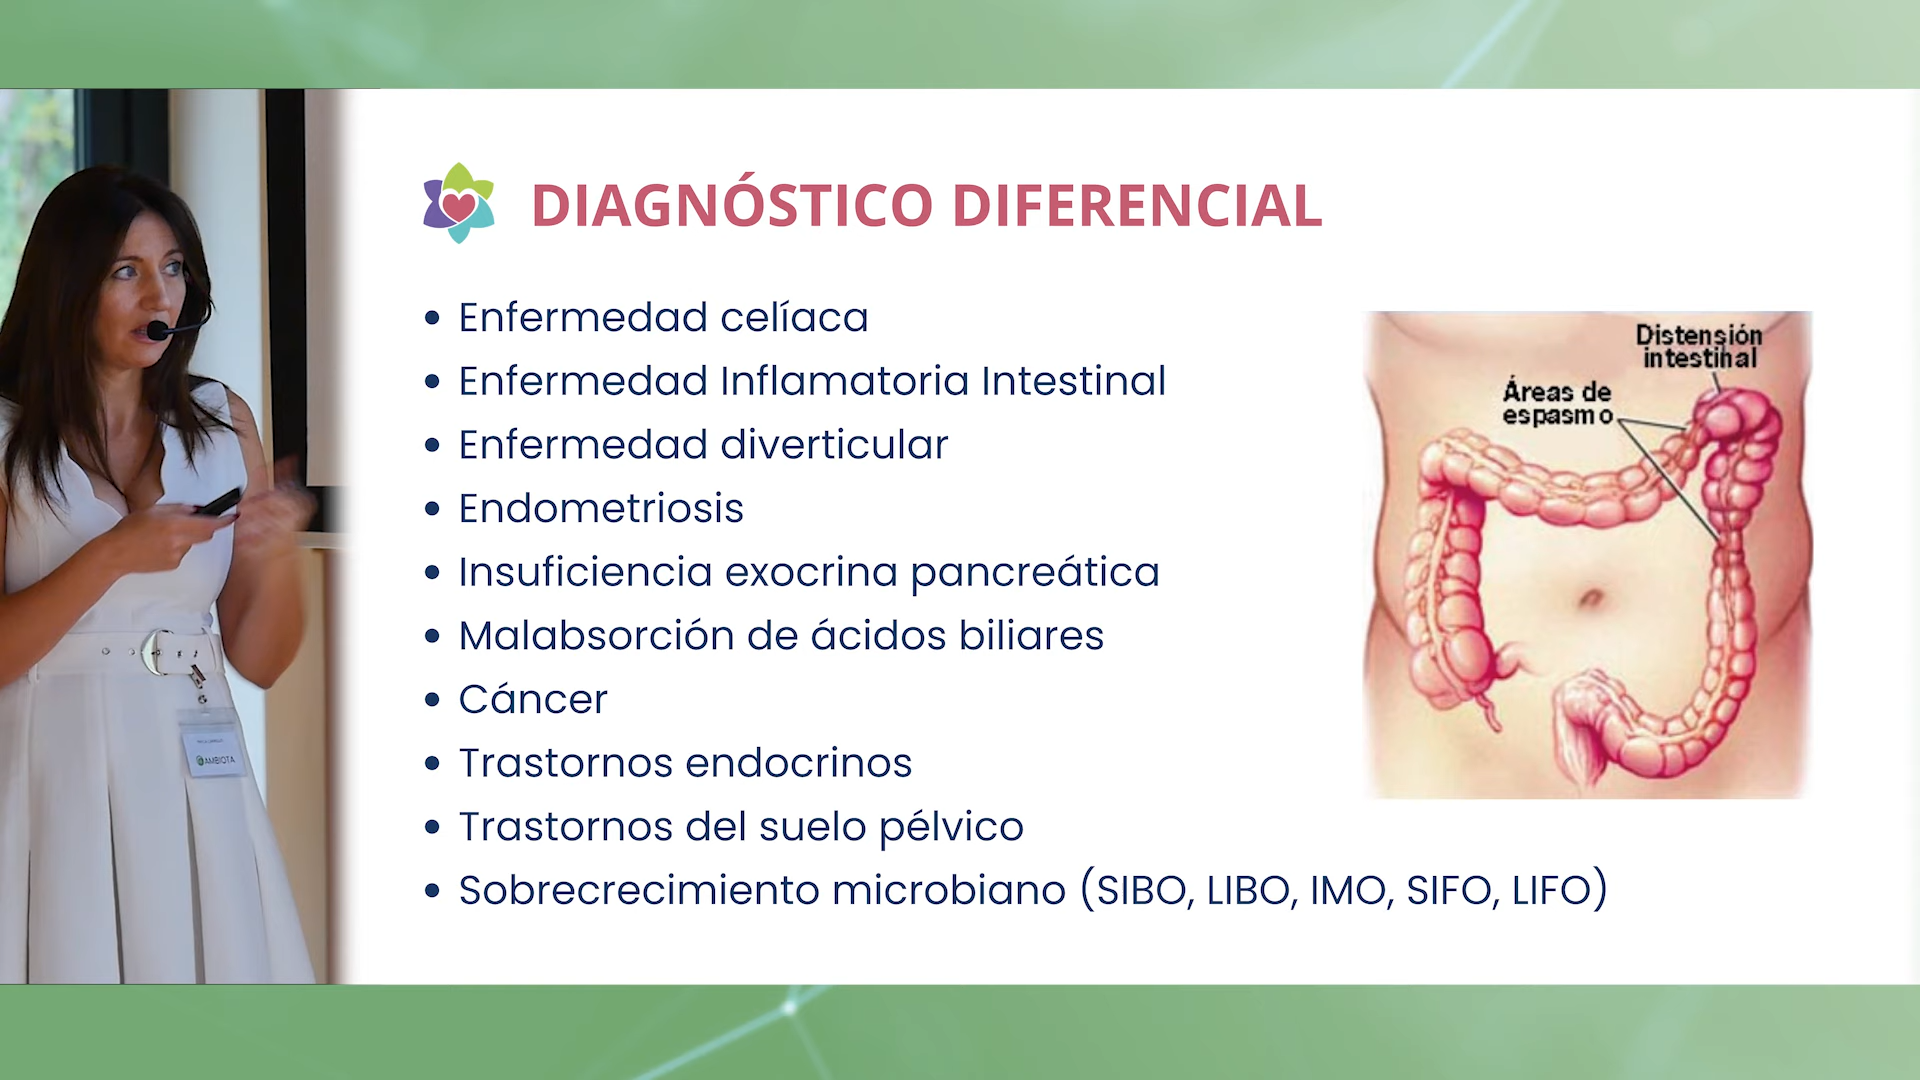 DIAGNÓSTICO DIFERENCIAL
• Enfermedad celíaca
• Enfermedad Inflamatoria Intestinal
• Enfermedad diverticular
• Endometriosis
• Insuficiencia exocrina pancreática
• Malabsorción de ácidos biliares
• Cáncer
• Trastornos endocrinos
• Trastornos del suelo pélvico
• Sobrecrecimiento microbiano (SIBO, LIBO, IMO, SIFO, LIFO)
Distensión
intestinal
Áreas de
espasmo
AMBIOTA